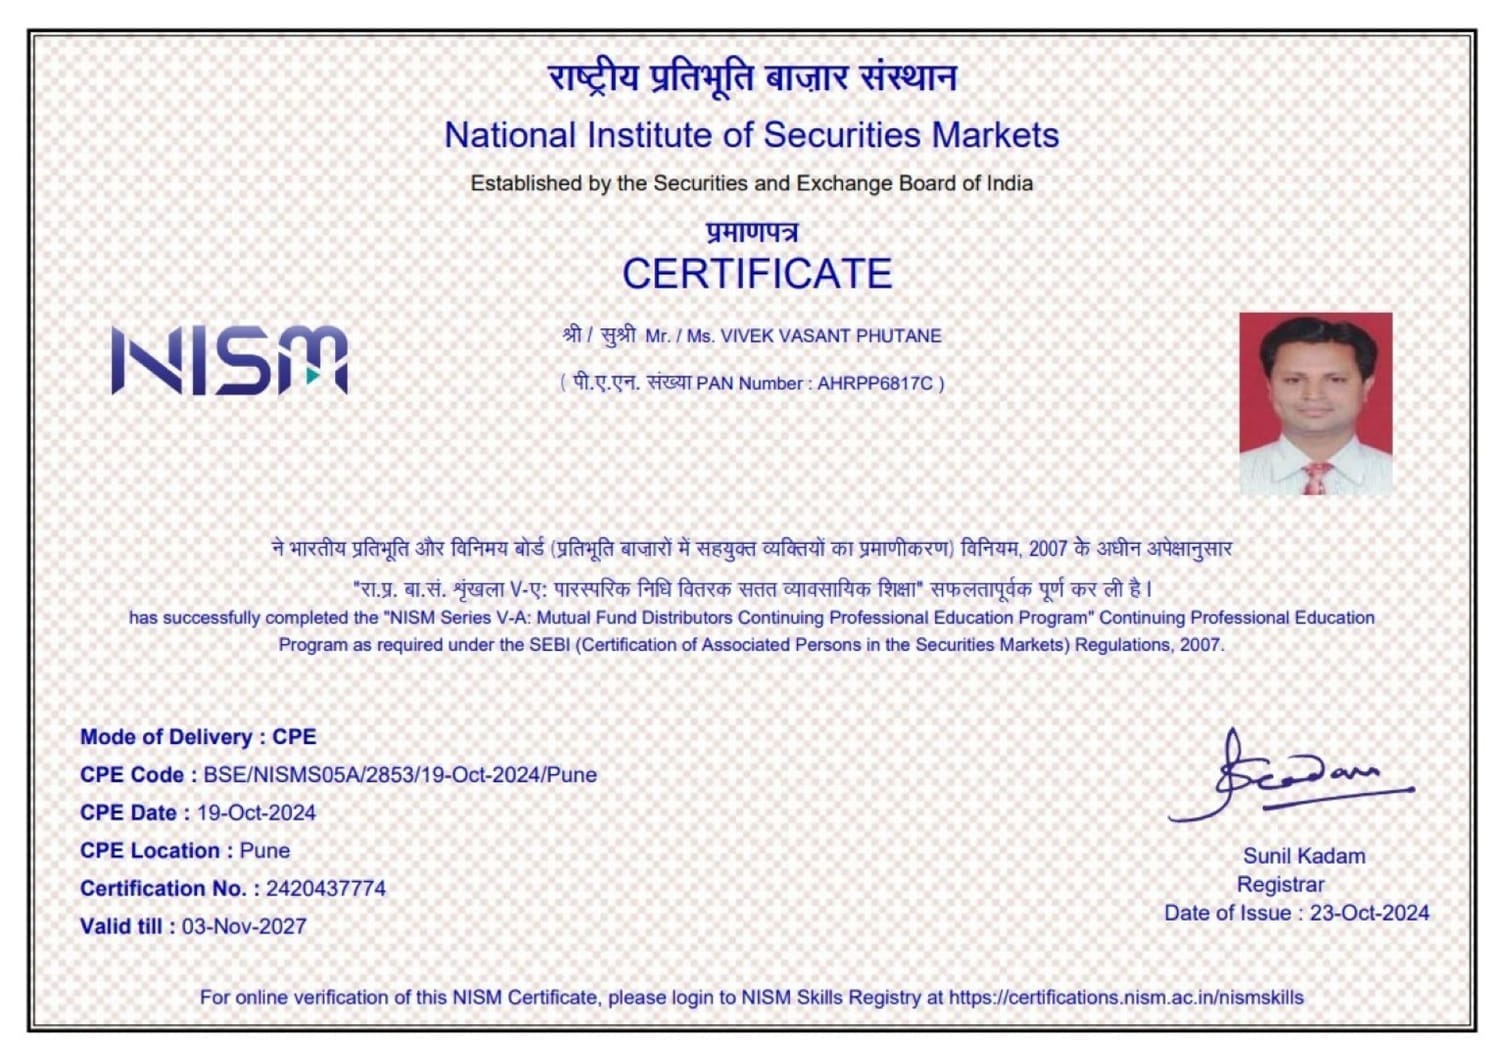 राष्ट्रीय प्रतिभूति बाज़ार संस्थान
National Institute of Securities Markets
Established by the Securities and Exchange Board of India
प्रमाणपत्र
CERTIFICATE
NISM
श्री / सुश्री Mr. / Ms. VIVEK VASANT PHUTANE
( पी.ए.एन. संख्या PAN Number : AHRPP6817C )
ने भारतीय प्रतिभूति और विनिमय बोर्ड (प्रतिभूति बाज़ारों में सहयुक्त व्यक्तियों का प्रमाणीकरण) विनियम, 2007 के अधीन अपेक्षानुसार
"रा.प्र. बा.सं. शृंखला V-ए: पारस्परिक निधि वितरक सतत व्यावसायिक शिक्षा" सफलतापूर्वक पूर्ण कर ली है I
has successfully completed the "NISM Series V-A: Mutual Fund Distributors Continuing Professional Education Program" Continuing Professional Education
Program as required under the SEBI (Certification of Associated Persons in the Securities Markets) Regulations, 2007.
Mode of Delivery : CPE
CPE Code : BSE/NISMS05A/2853/19-Oct-2024/Pune
CPE Date : 19-Oct-2024
CPE Location : Pune
Certification No. : 2420437774
Valid till : 03-Nov-2027
Skadam
Sunil Kadam
Registrar
Date of Issue : 23-Oct-2024
For online verification of this NISM Certificate, please login to NISM Skills Registry at https://certifications.nism.ac.in/nismskills